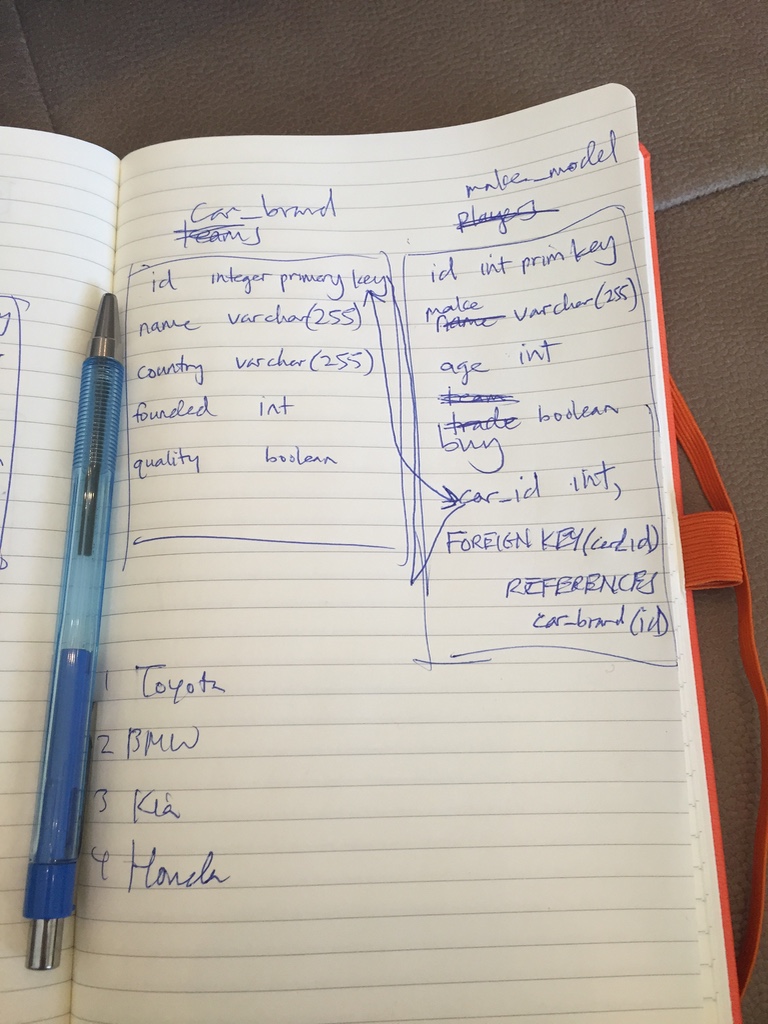 car_brand
teams
id integer primary key
name varchar(255)
country varchar(255)
founded int
quality boolean
make_model
players
id int prim key
make
name varchar(255)
age int
team
trade boolean
buy
car_id int,
FOREIGN KEY(car_id)
REFERENCES
car_brand(id)
1 Toyota
2 BMW
3 Kia
4 Honda